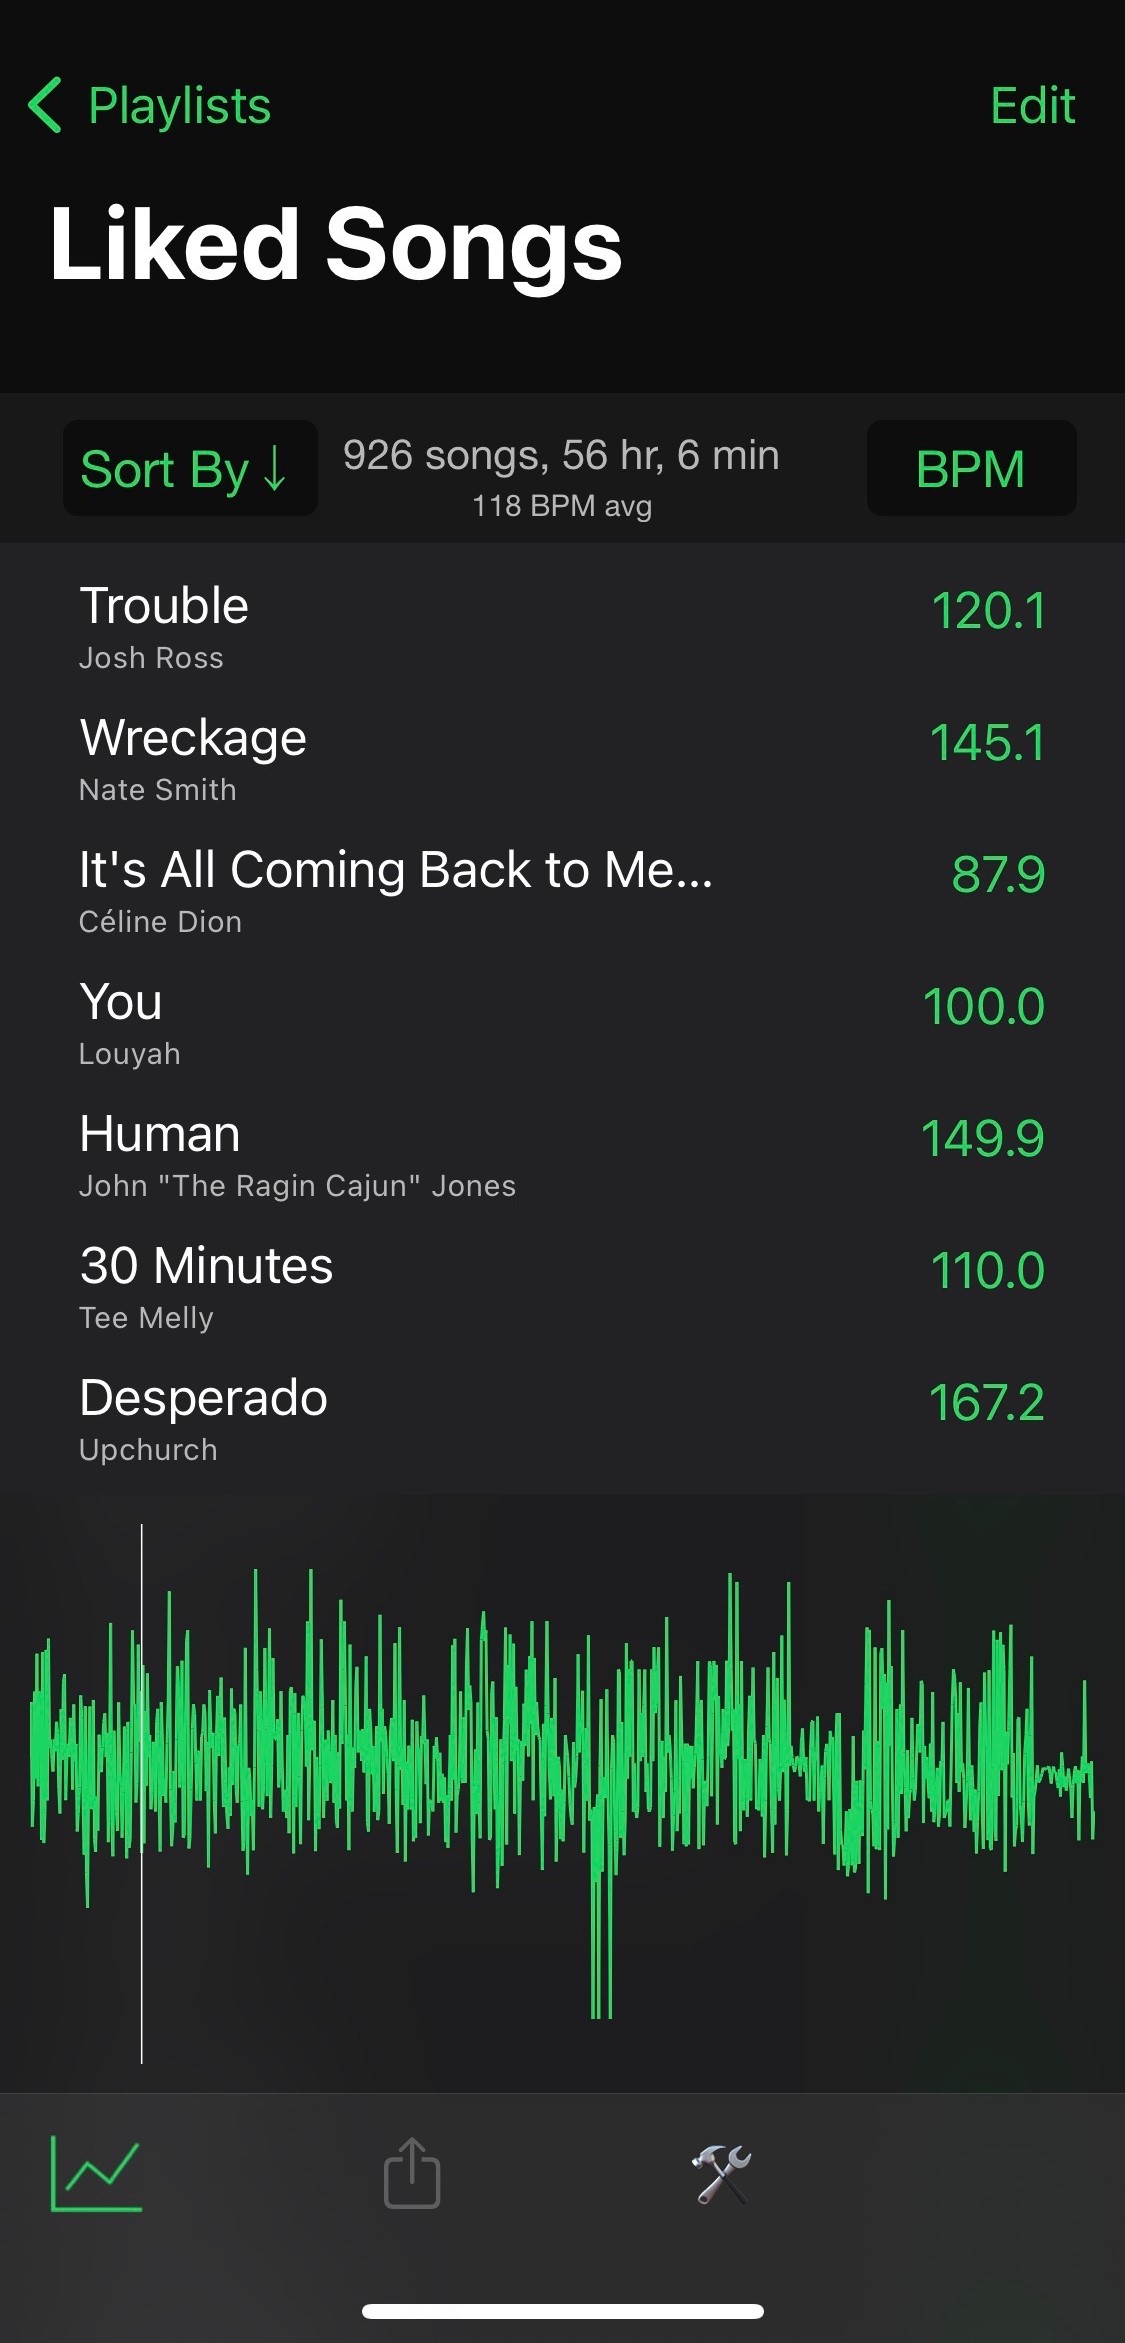 Playlists
Edit
Liked Songs
Sort By ↓
926 songs, 56 hr, 6 min
118 BPM avg
BPM
Trouble
120.1
Josh Ross
Wreckage
145.1
Nate Smith
It's All Coming Back to Me...
87.9
Céline Dion
You
100.0
Louyah
Human
149.9
John "The Ragin Cajun" Jones
30 Minutes
110.0
Tee Melly
Desperado
167.2
Upchurch